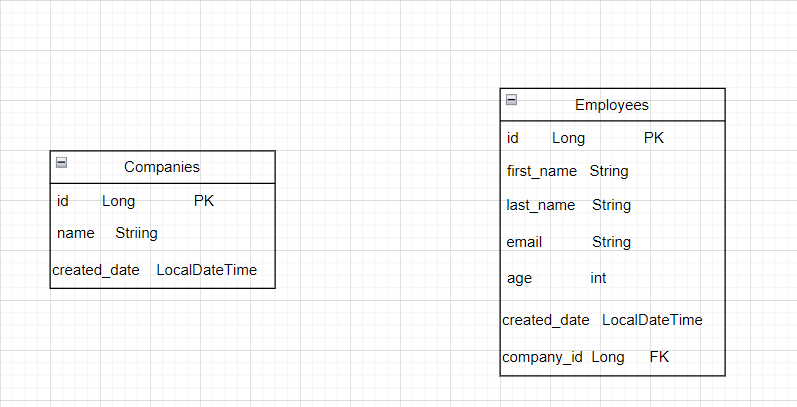 Companies
id Long PK
name Striing
created_date LocalDateTime
Employees
id Long PK
first_name String
last_name String
email String
age int
created_date LocalDateTime
company_id Long FK